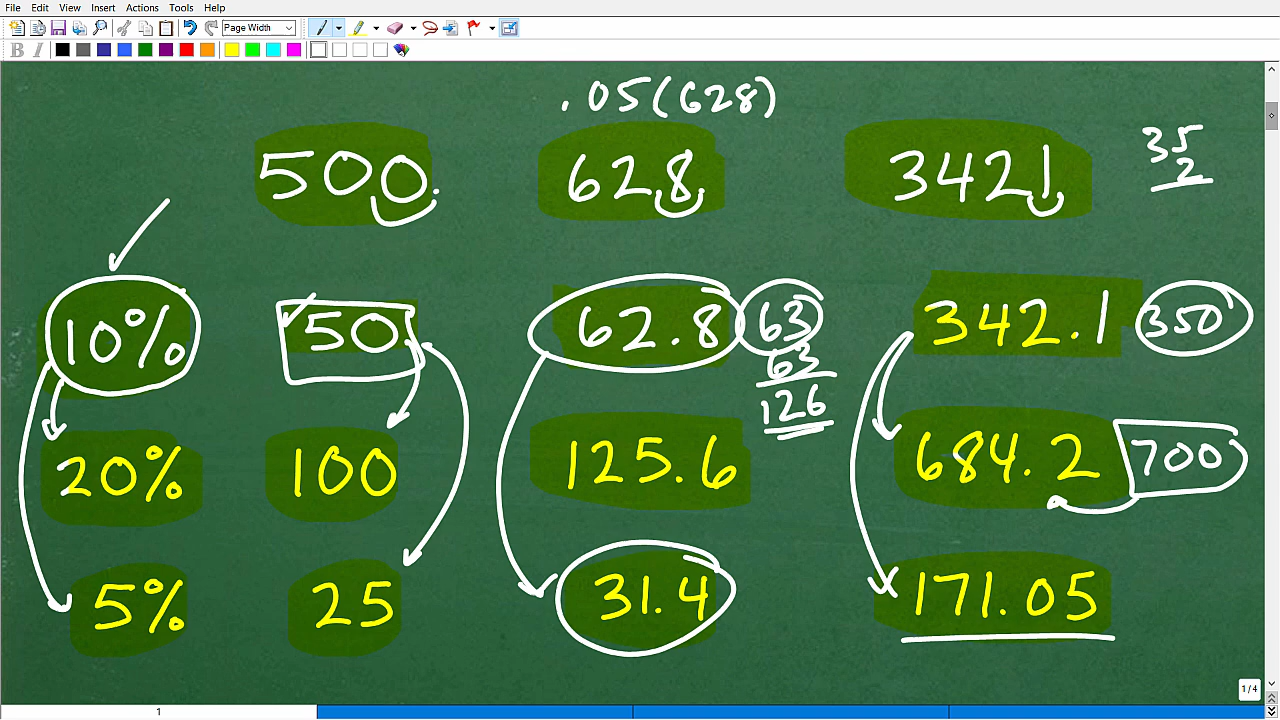 File Edit View Insert Actions Tools Help
Page Width
B I
.05(628)
500. 628 3421 35
2
10% 50. 62.8 63 342.1 350
63
126
20% 100 125.6 684.2 700
5% 25 31.4 171.05
1/4
1